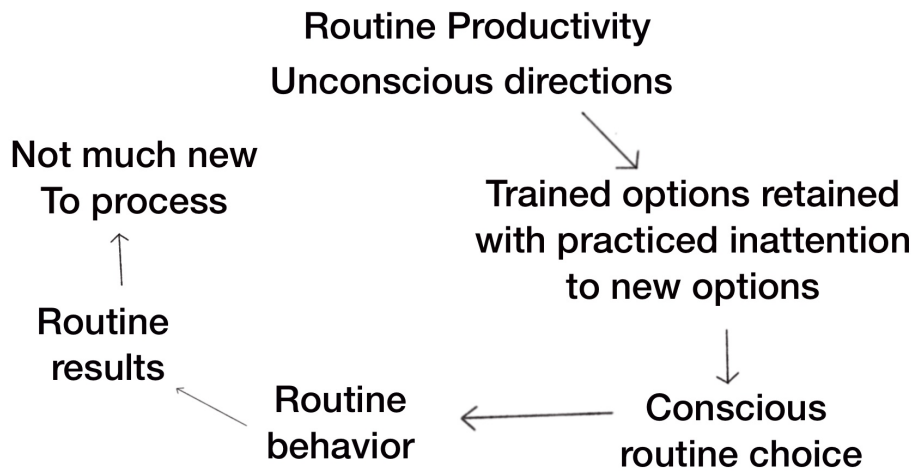 Routine Productivity
Unconscious directions
Trained options retained
with practiced inattention
to new options
Conscious
routine choice
Routine
behavior
Routine
results
Not much new
To process